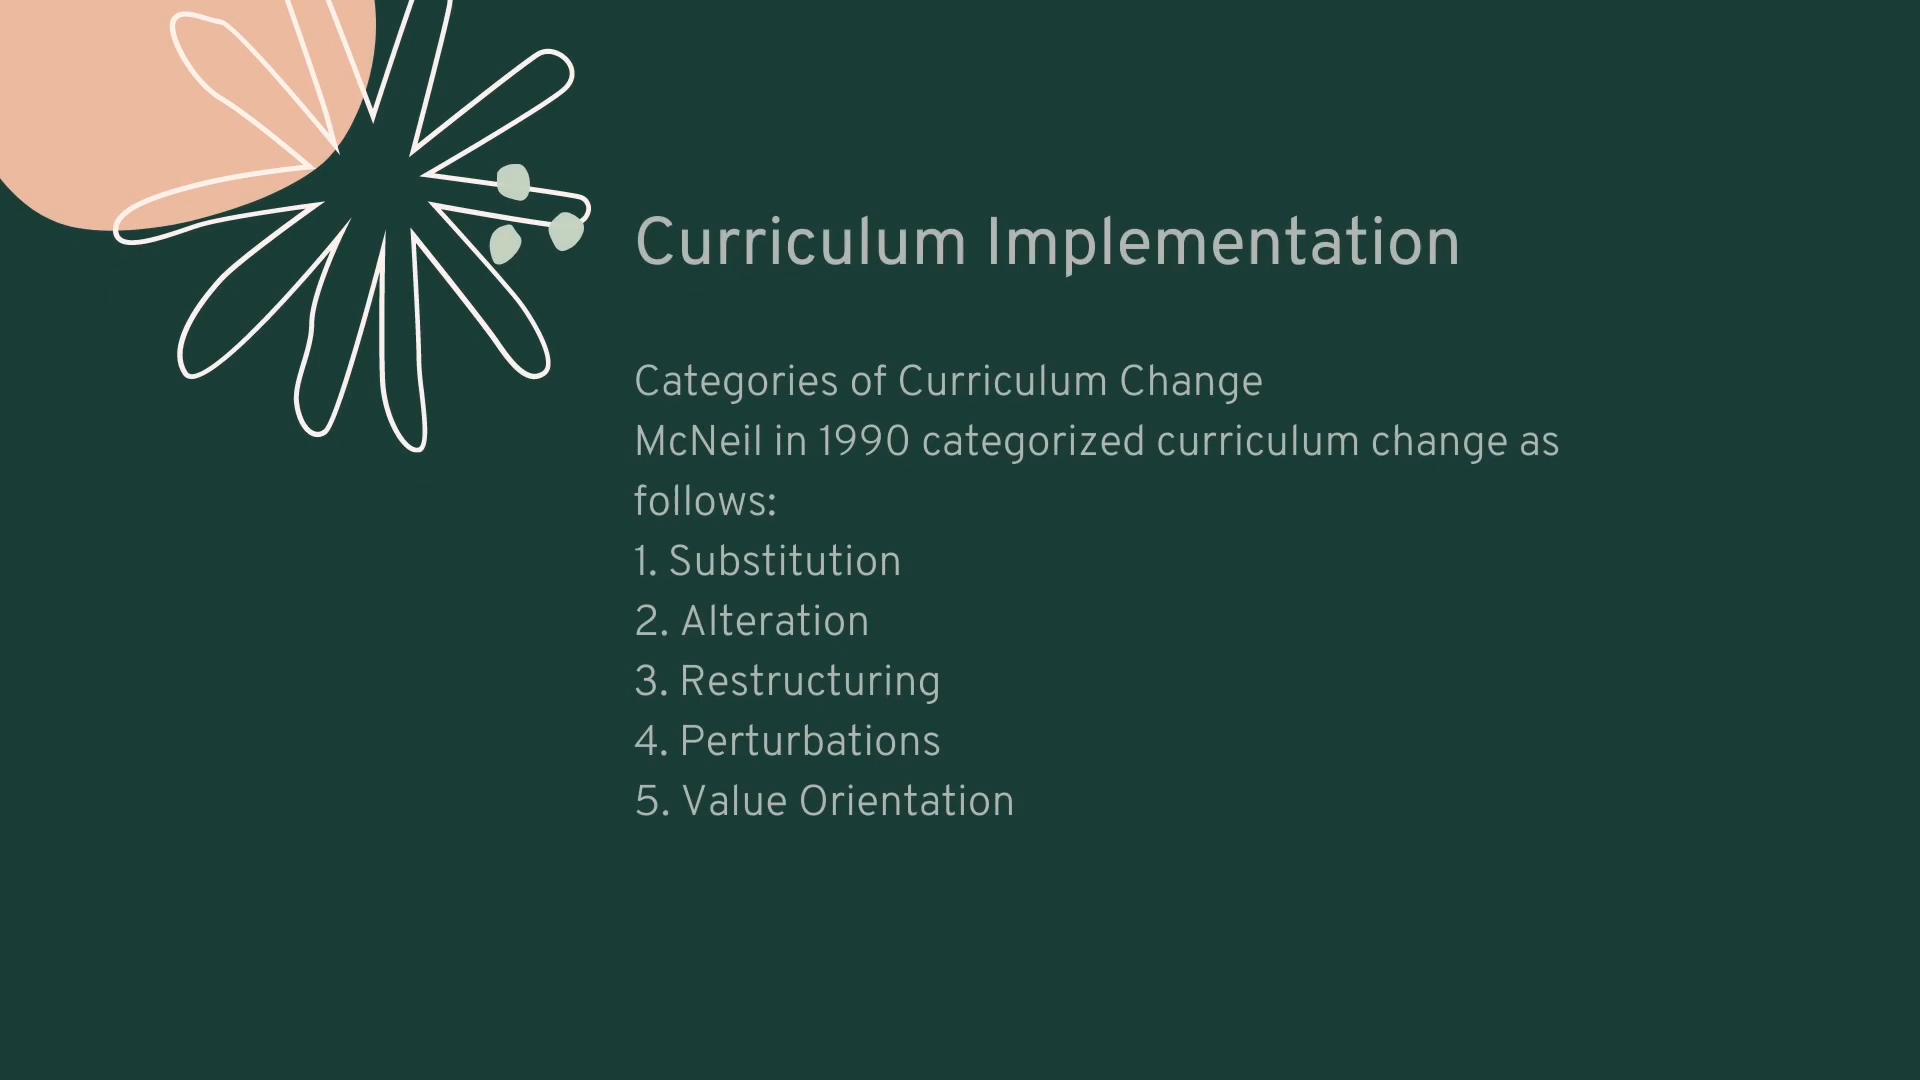 Curriculum Implementation
Categories of Curriculum Change
McNeil in 1990 categorized curriculum change as
follows:
1. Substitution
2. Alteration
3. Restructuring
4. Perturbations
5. Value Orientation